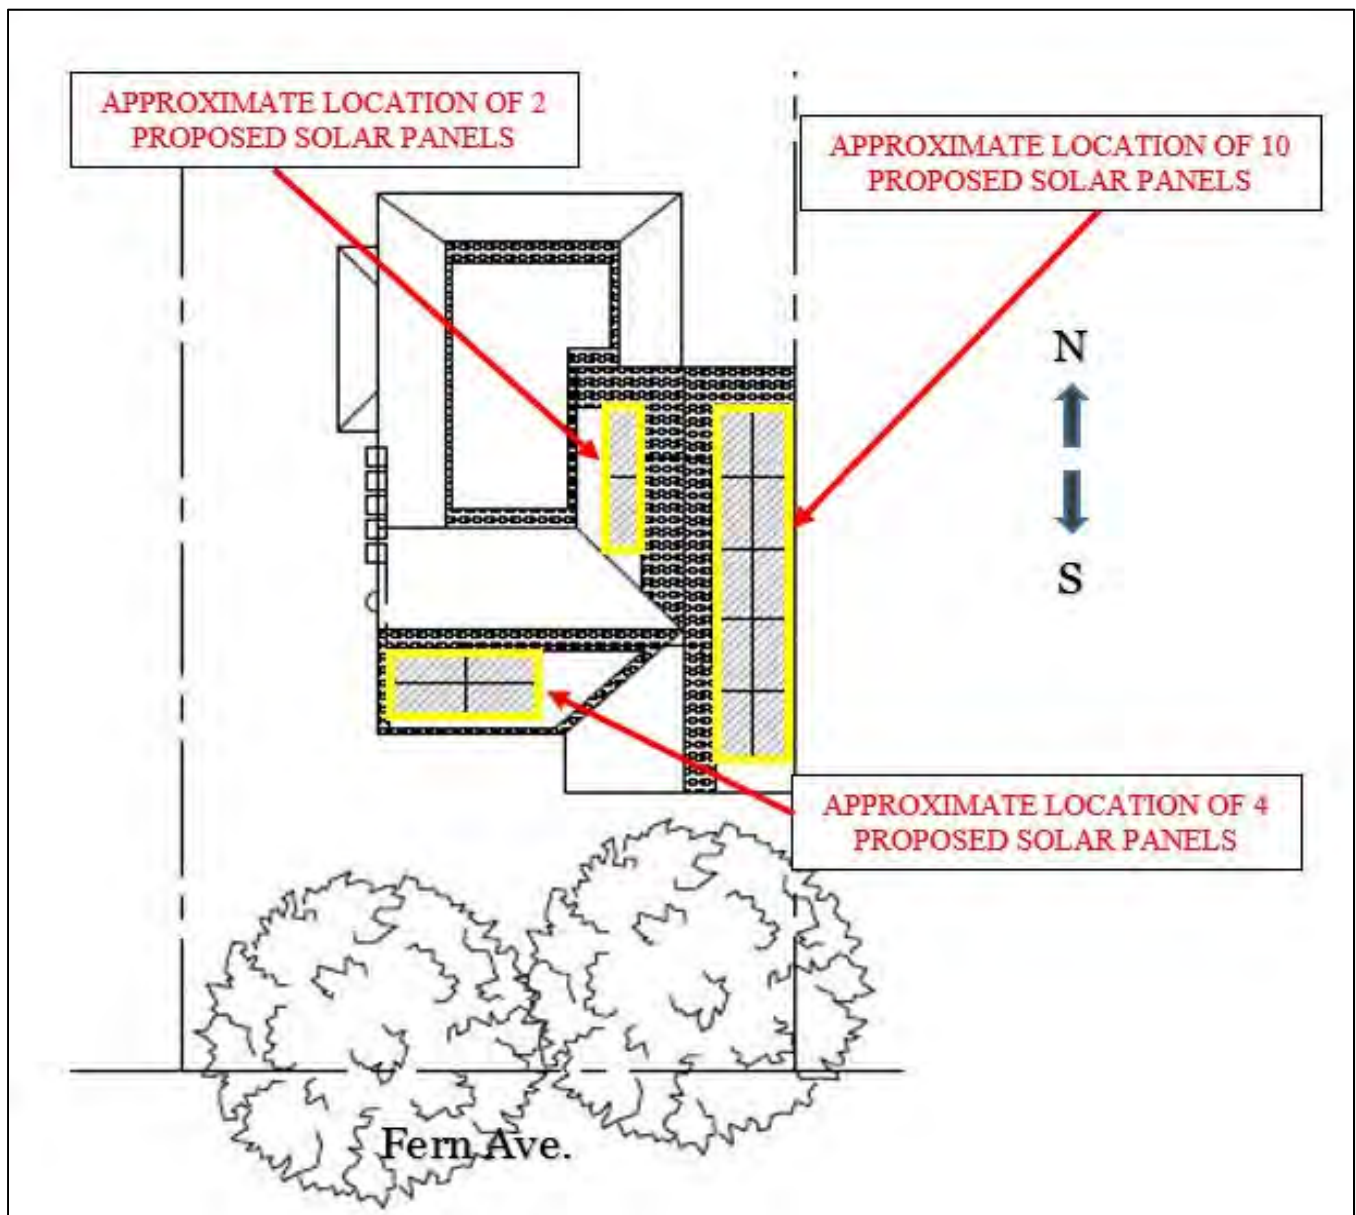 APPROXIMATE LOCATION OF 2
PROPOSED SOLAR PANELS
APPROXIMATE LOCATION OF 10
PROPOSED SOLAR PANELS
N
S
APPROXIMATE LOCATION OF 4
PROPOSED SOLAR PANELS
Fern Ave.